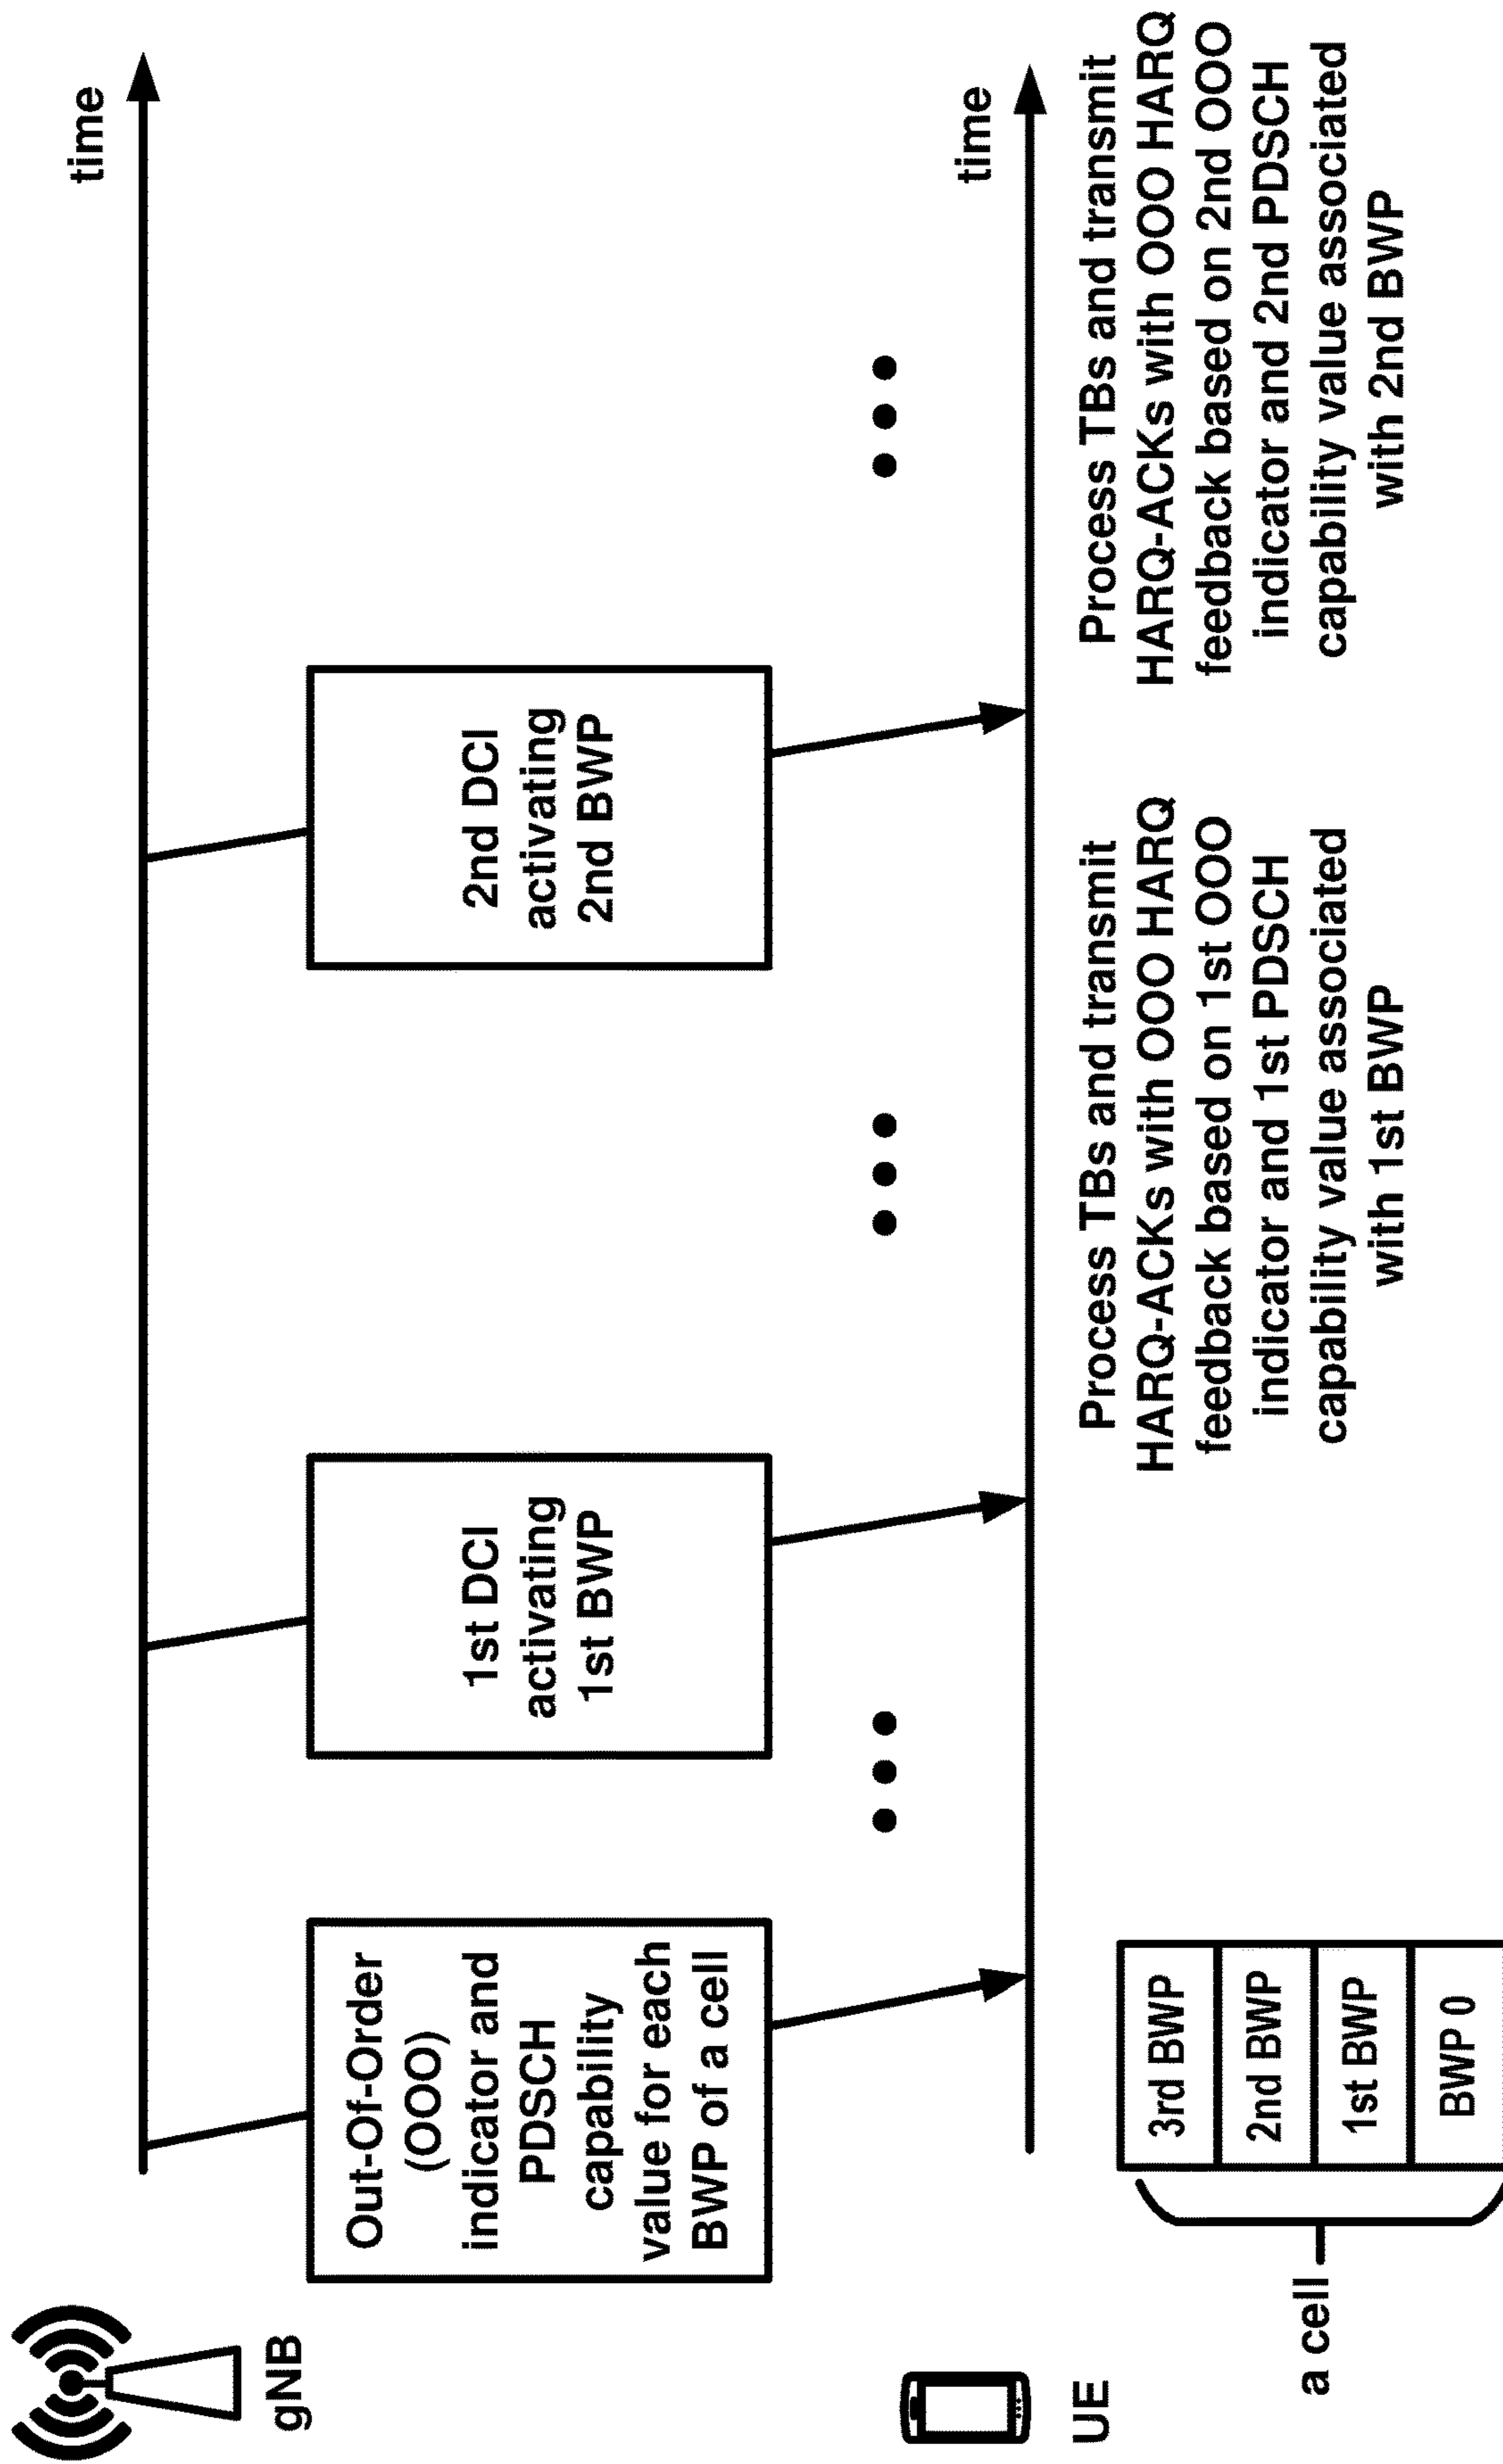 gNB
time
Out-Of-Order
(OOO)
indicator and
PDSCH
capability
value for each
BWP of a cell
1st DCI
activating
1st BWP
2nd DCI
activating
2nd BWP
UE
time
a cell
3rd BWP
2nd BWP
1st BWP
BWP 0
Process TBs and transmit
HARQ-ACKs with OOO HARQ
feedback based on 1st OOO
indicator and 1st PDSCH
capability value associated
with 1st BWP
Process TBs and transmit
HARQ-ACKs with OOO HARQ
feedback based on 2nd OOO
indicator and 2nd PDSCH
capability value associated
with 2nd BWP